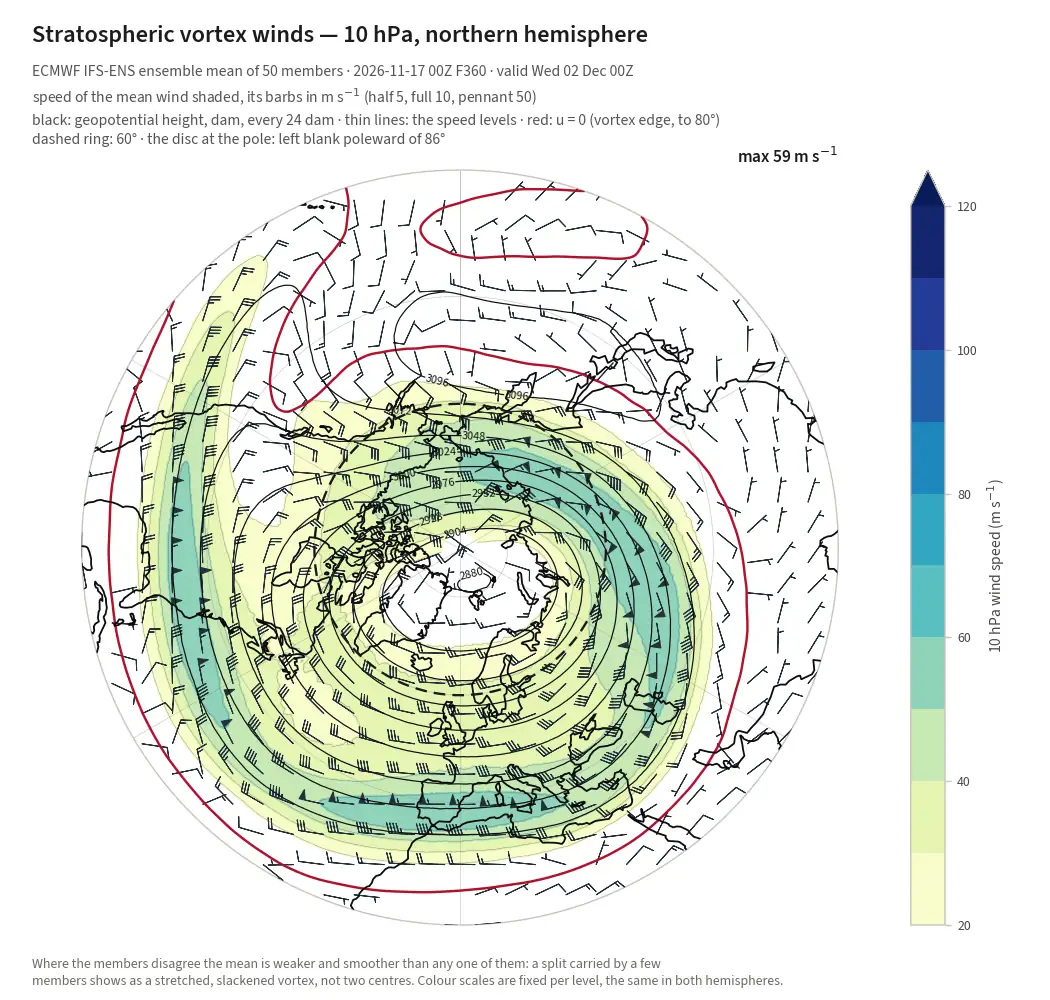 Stratospheric vortex winds — 10 hPa, northern hemisphere
ECMWF IFS-ENS ensemble mean of 50 members · 2026-11-17 00Z F360 · valid Wed 02 Dec 00Z
speed of the mean wind shaded, its barbs in m s⁻¹ (half 5, full 10, pennant 50)
black: geopotential height, dam, every 24 dam · thin lines: the speed levels · red: u = 0 (vortex edge, to 80°)
dashed ring: 60° · the disc at the pole: left blank poleward of 86°
max 59 m s⁻¹
120
100
80
60
40
20
10 hPa wind speed (m s⁻¹)
3096
3096
3048
3024
2976
2952
2904
2880
Where the members disagree the mean is weaker and smoother than any one of them: a split carried by a few
members shows as a stretched, slackened vortex, not two centres. Colour scales are fixed per level, the same in both hemispheres.